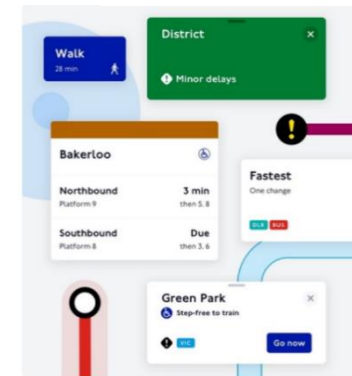 Walk
28 min
District
Minor delays
Bakerloo
Northbound 3 min
Platform 9 then 5, 8
Southbound Due
Platform 8 then 3, 6
Fastest
One change
DLR BUS
Green Park
Step-free to train
VIC
Go now